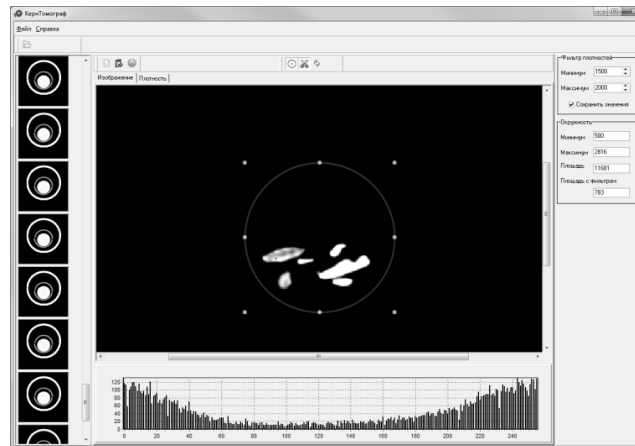 КернТомограф
Файл Справка
Изображение Плотность
Фильтр плотностей
Минимум 1500
Максимум 2000
Сохранить значения
Окружность
Минимум 580
Максимум 2816
Площадь 11681
Площадь с фильтром
783
120
100
80
60
40
20
0
0 20 40 60 80 100 120 140 160 180 200 220 240